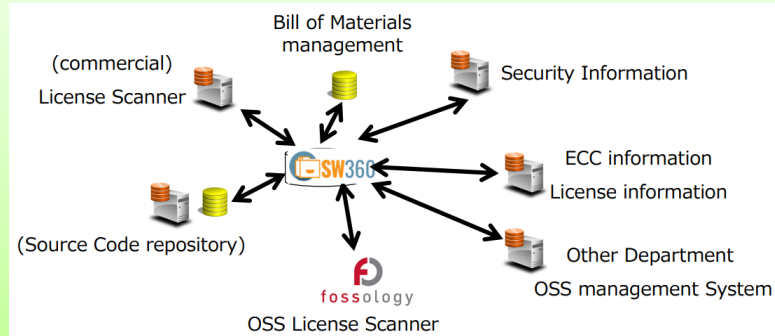 Bill of Materials
management
(commercial)
License Scanner
Security Information
SW360
ECC information
License information
(Source Code repository)
Other Department
OSS management System
fossology
OSS License Scanner